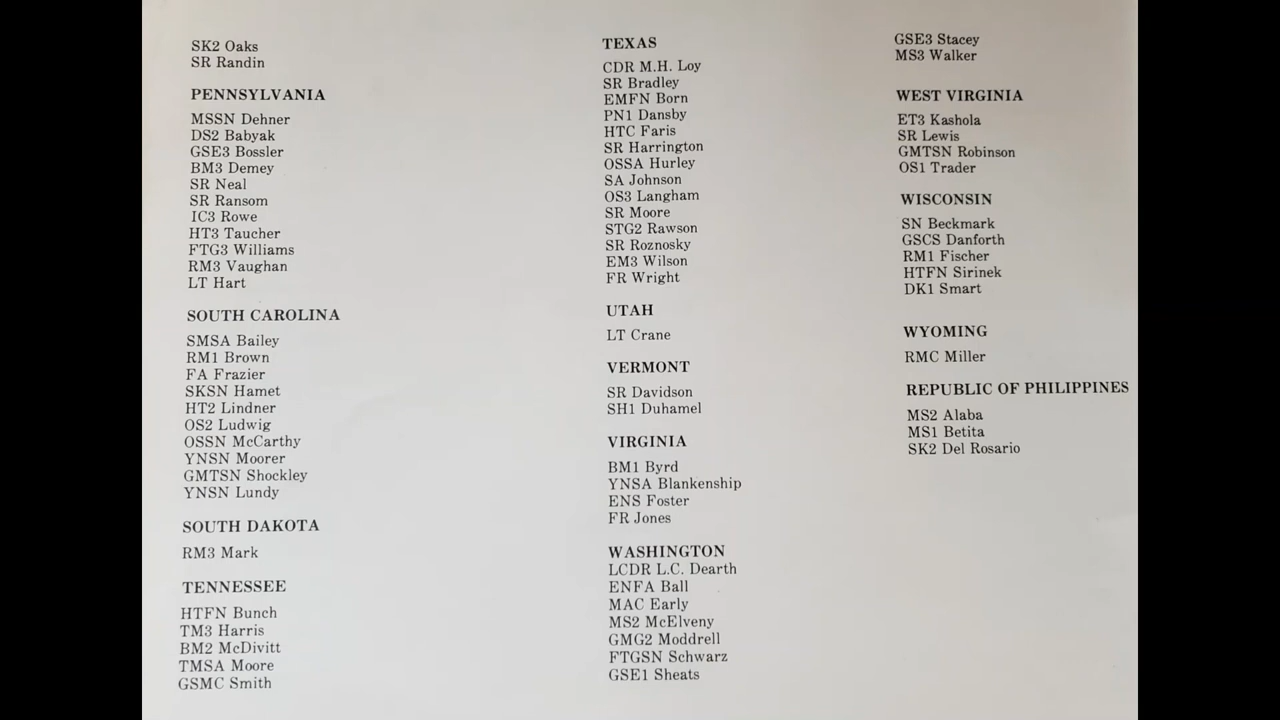 SK2 Oaks
SR Randin
PENNSYLVANIA
MSSN Dehner
DS2 Babyak
GSE3 Bossler
BM3 Demey
SR Neal
SR Ransom
IC3 Rowe
HT3 Taucher
FTG3 Williams
RM3 Vaughan
LT Hart
SOUTH CAROLINA
SMSA Bailey
RM1 Brown
FA Frazier
SKSN Hamet
HT2 Lindner
OS2 Ludwig
OSSN McCarthy
YNSN Moorer
GMTSN Shockley
YNSN Lundy
SOUTH DAKOTA
RM3 Mark
TENNESSEE
HTFN Bunch
TM3 Harris
BM2 McDivitt
TMSA Moore
GSMC Smith
TEXAS
CDR M.H. Loy
SR Bradley
EMFN Born
PN1 Dansby
HTC Faris
SR Harrington
OSSA Hurley
SA Johnson
OS3 Langham
SR Moore
STG2 Rawson
SR Roznosky
EM3 Wilson
FR Wright
UTAH
LT Crane
VERMONT
SR Davidson
SH1 Duhamel
VIRGINIA
BM1 Byrd
YNSA Blankenship
ENS Foster
FR Jones
WASHINGTON
LCDR L.C. Dearth
ENFA Ball
MAC Early
MS2 McElveny
GMG2 Moddrell
FTGSN Schwarz
GSE1 Sheats
GSE3 Stacey
MS3 Walker
WEST VIRGINIA
ET3 Kashola
SR Lewis
GMTSN Robinson
OS1 Trader
WISCONSIN
SN Beckmark
GSCS Danforth
RM1 Fischer
HTFN Sirinek
DK1 Smart
WYOMING
RMC Miller
REPUBLIC OF PHILIPPINES
MS2 Alaba
MS1 Betita
SK2 Del Rosario